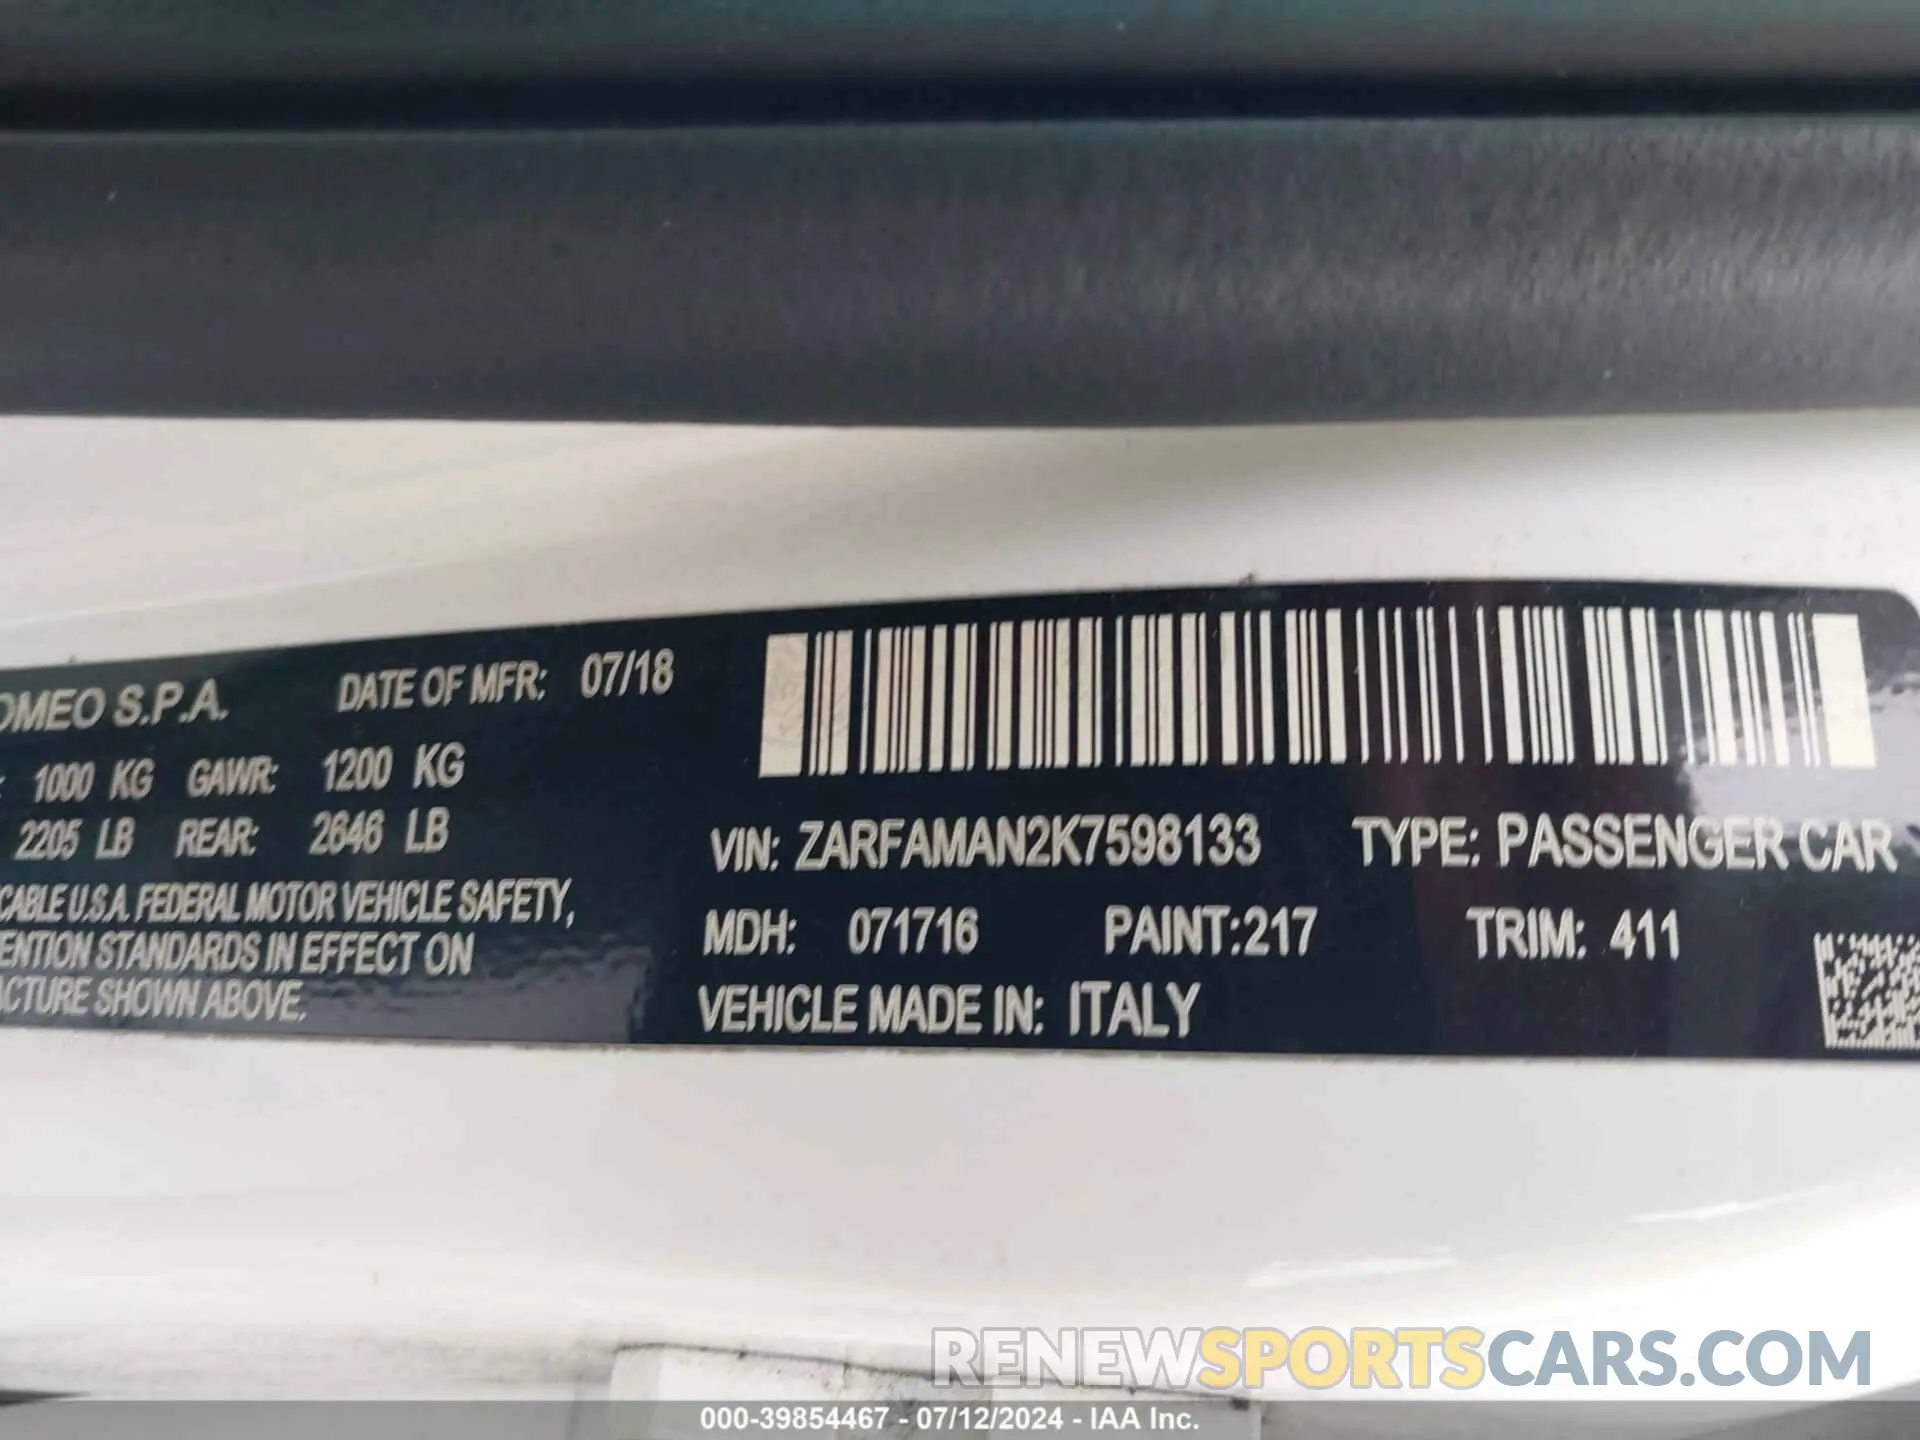 OMEO S.P.A. DATE OF MFR: 07/18
1000 KG GAWR: 1200 KG
2205 LB REAR: 2646 LB
CABLE U.S.A. FEDERAL MOTOR VEHICLE SAFETY,
ENTION STANDARDS IN EFFECT ON
ACTURE SHOWN ABOVE.
VIN: ZARFAMAN2K7598133 TYPE: PASSENGER CAR
MDH: 071716 PAINT:217 TRIM: 411
VEHICLE MADE IN: ITALY
RENEWSPORTSCARS.COM
000-39854467 - 07/12/2024 - IAA Inc.